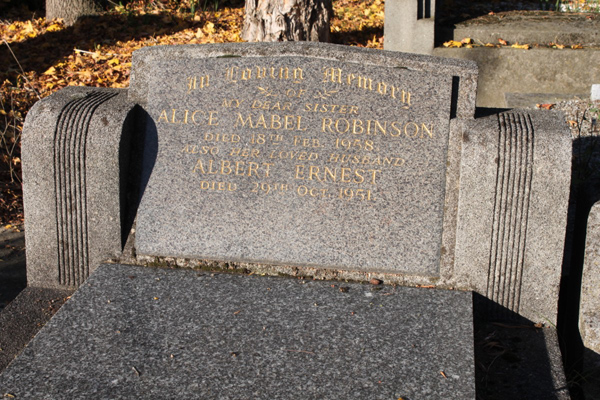 In Loving Memory
OF
MY DEAR SISTER
ALICE MABEL ROBINSON
DIED 18TH FEB. 1958.
ALSO HER LOVED HUSBAND
ALBERT ERNEST
DIED 29TH OCT. 1951.